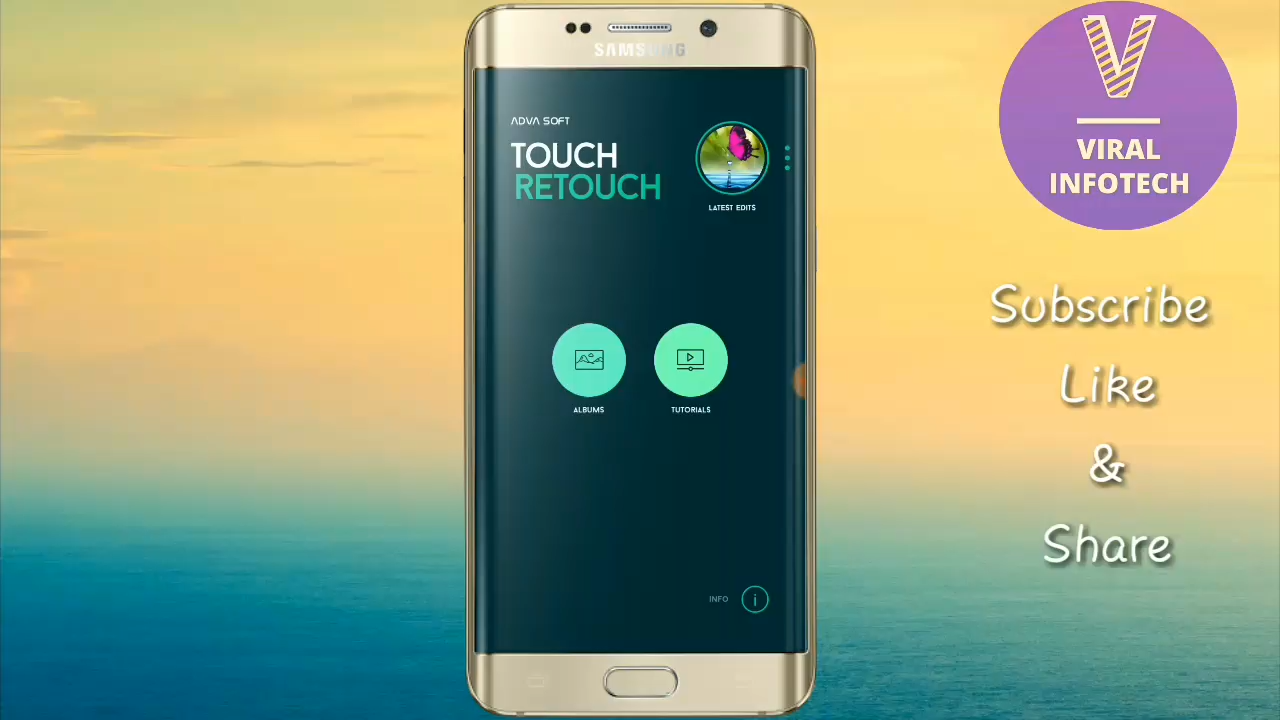 SAMSUNG
ADVA SOFT
TOUCH
RETOUCH
LATEST EDITS
ALBUMS
TUTORIALS
INFO
i
V
VIRAL
INFOTECH
Subscribe
Like
&
Share